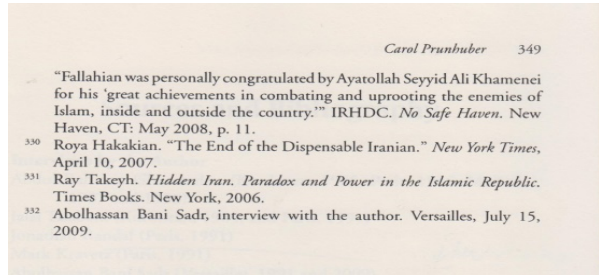 Carol Prunhuber 349
"Fallahian was personally congratulated by Ayatollah Seyyid Ali Khamenei
for his 'great achievements in combating and uprooting the enemies of
Islam, inside and outside the country.'" IRHDC. No Safe Haven. New
Haven, CT: May 2008, p. 11.
330 Roya Hakakian. "The End of the Dispensable Iranian." New York Times,
April 10, 2007.
331 Ray Takeyh. Hidden Iran. Paradox and Power in the Islamic Republic.
Times Books. New York, 2006.
332 Abolhassan Bani Sadr, interview with the author. Versailles, July 15,
2009.